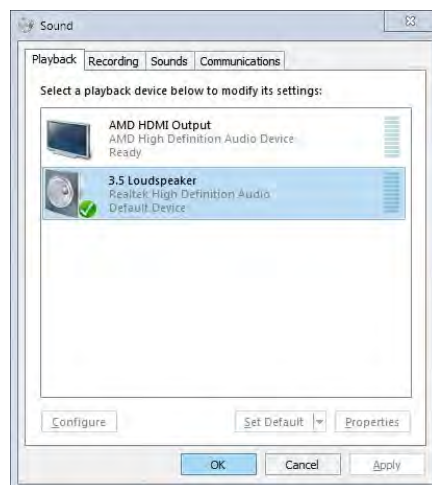 Sound
Playback Recording Sounds Communications
Select a playback device below to modify its settings:
AMD HDMI Output
AMD High Definition Audio Device
Ready
3.5 Loudspeaker
Realtek High Definition Audio
Default Device
Configure Set Default Properties
OK Cancel Apply